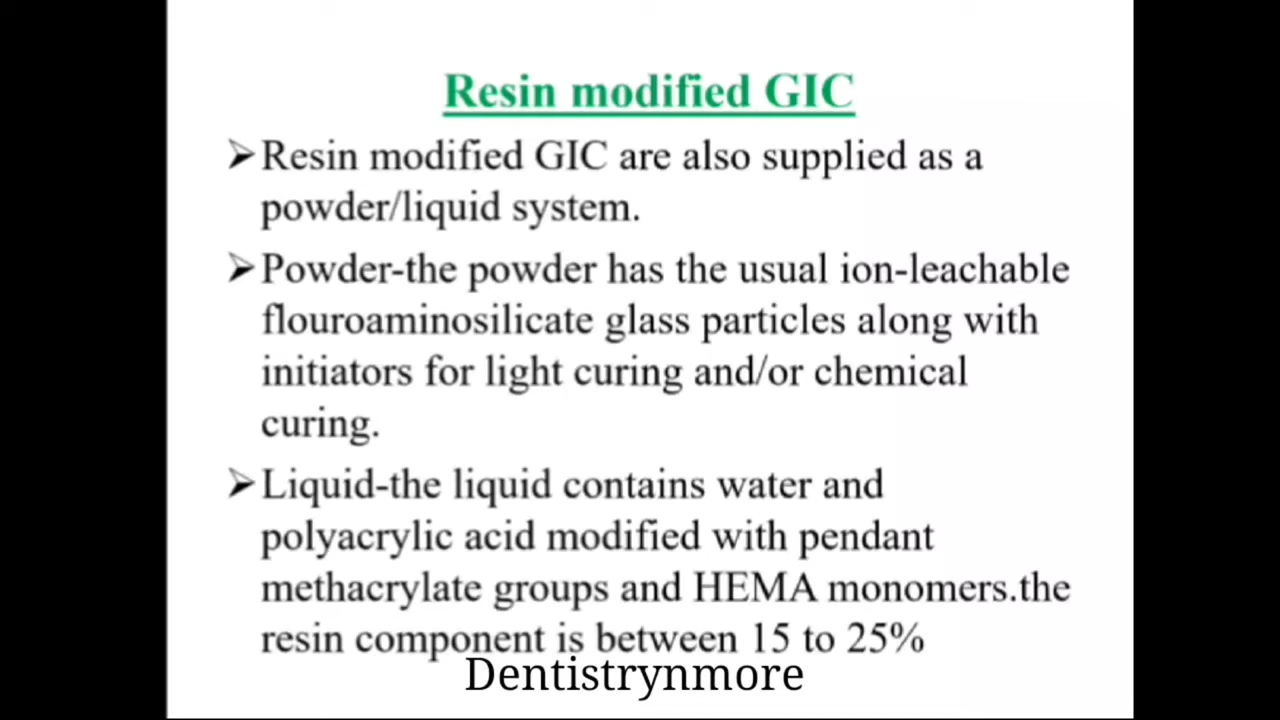 Resin modified GIC
➢Resin modified GIC are also supplied as a
powder/liquid system.
➢Powder-the powder has the usual ion-leachable
flouroaminosilicate glass particles along with
initiators for light curing and/or chemical
curing.
➢Liquid-the liquid contains water and
polyacrylic acid modified with pendant
methacrylate groups and HEMA monomers.the
resin component is between 15 to 25%
Dentistrynmore